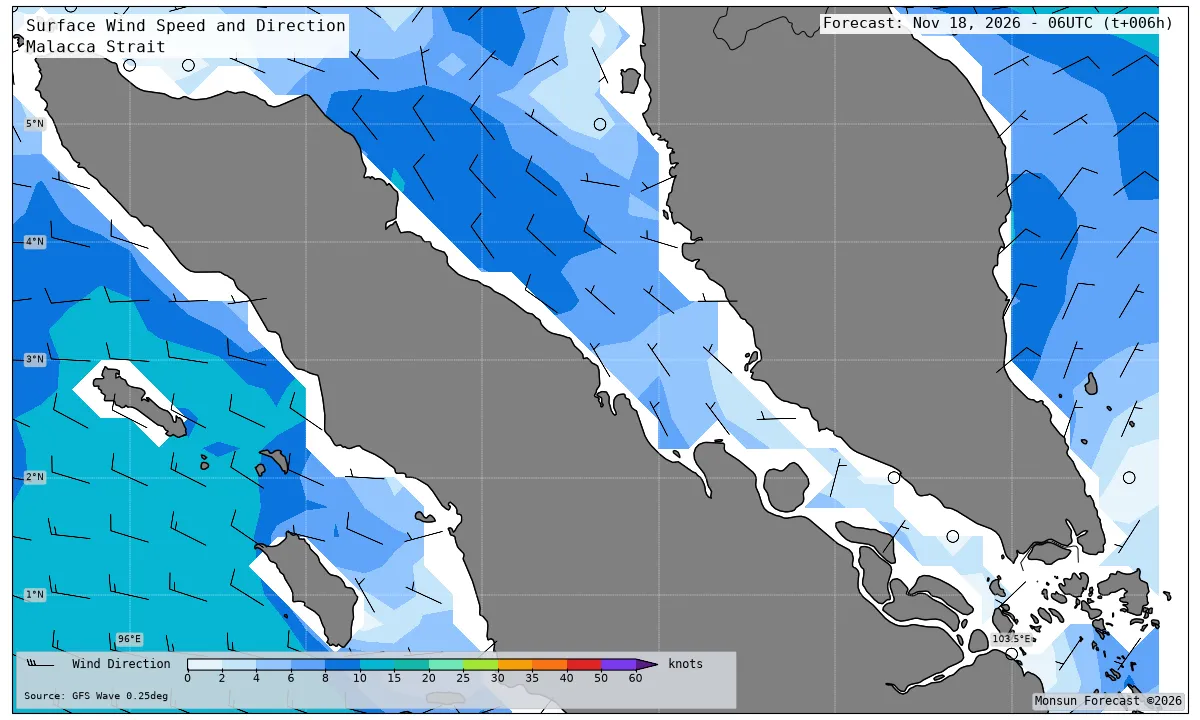 Surface Wind Speed and Direction
Malacca Strait
Forecast: Nov 18, 2026 - 06UTC (t+006h)
5°N
4°N
3°N
2°N
1°N
96°E
103.5°E
Wind Direction
0 2 4 6 8 10 15 20 25 30 40 50 60
knots
Source: GFS Wave 0.25deg
Monsun Forecast ©2026